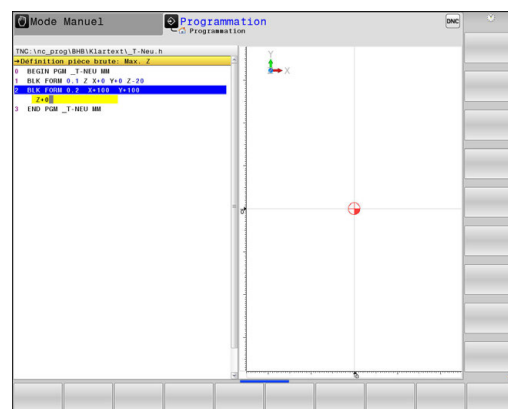 Mode Manuel
Programmation
Programmation
DNC
TNC:\nc_prog\BHB\Klartext\_T-Neu.h
→Définition pièce brute: Max. Z
0 BEGIN PGM _T-NEU MM
1 BLK FORM 0.1 Z X+0 Y+0 Z-20
2 BLK FORM 0.2 X+100 Y+100
Z+0
3 END PGM _T-NEU MM
Y
X
0
0